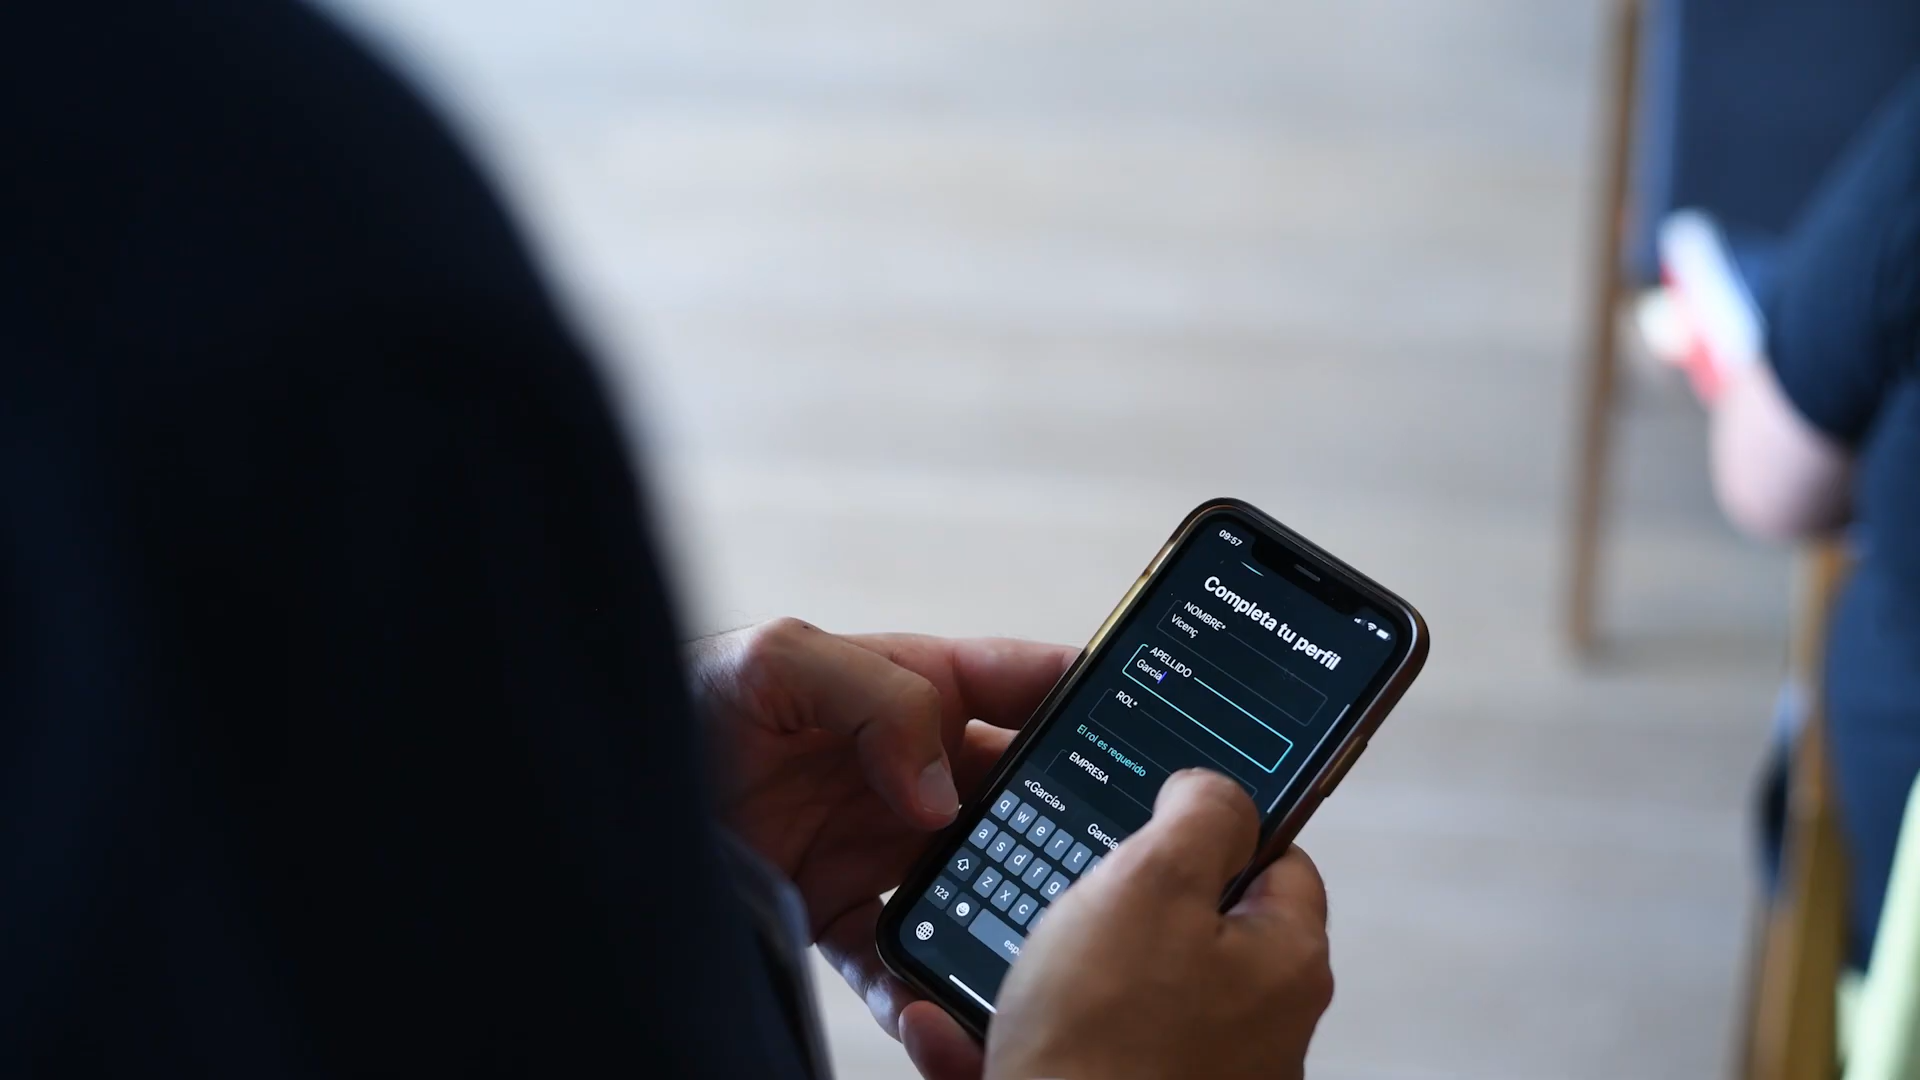 09:57
Completa tu perfil
NOMBRE*
Vicenç
APELLIDO
García
ROL*
El rol es requerido
EMPRESA
«García» García
q w e r t
a s d f g
z x c
123